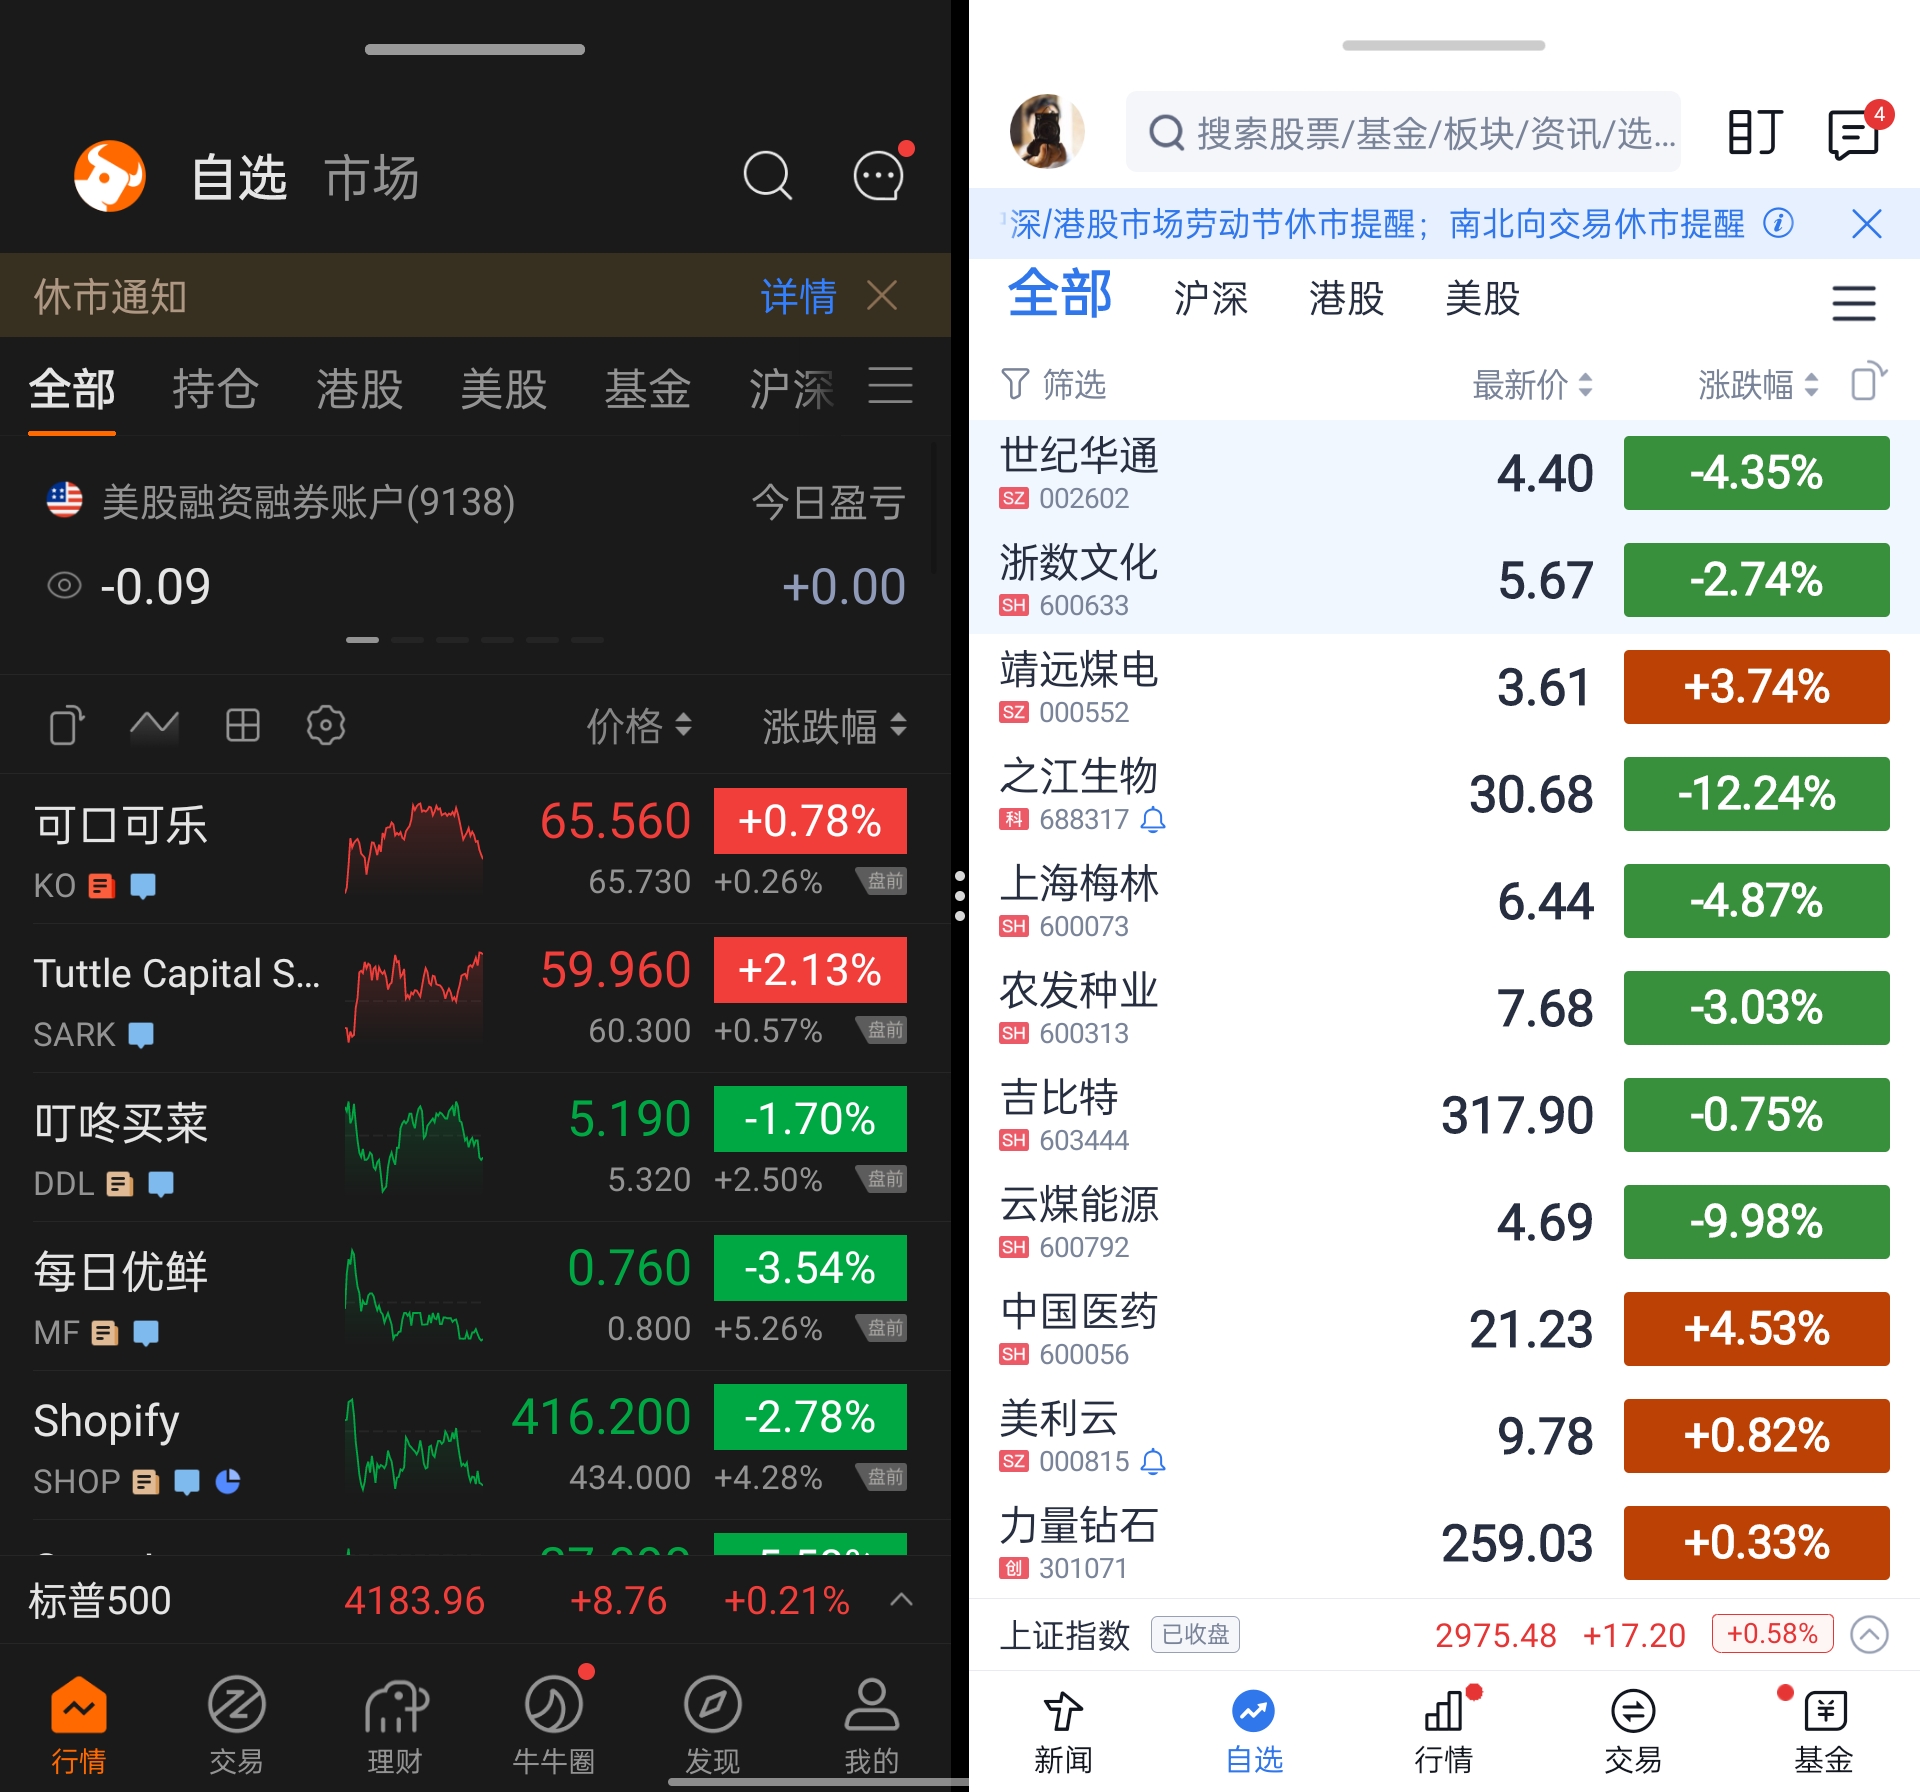 自选 市场
休市通知 详情
全部 持仓 港股 美股 基金 沪深
美股融资融券账户(9138) 今日盈亏
-0.09 +0.00
价格 涨跌幅
可口可乐 65.560 +0.78%
KO 65.730 +0.26% 盘前
Tuttle Capital S... 59.960 +2.13%
SARK 60.300 +0.57% 盘前
叮咚买菜 5.190 -1.70%
DDL 5.320 +2.50% 盘前
每日优鲜 0.760 -3.54%
MF 0.800 +5.26% 盘前
Shopify 416.200 -2.78%
SHOP 434.000 +4.28% 盘前
标普500 4183.96 +8.76 +0.21%
行情 交易 理财 牛牛圈 发现 我的
搜索股票/基金/板块/资讯/选... 4
深/港股市场劳动节休市提醒；南北向交易休市提醒
全部 沪深 港股 美股
筛选 最新价 涨跌幅
世纪华通 4.40 -4.35%
SZ 002602
浙数文化 5.67 -2.74%
SH 600633
靖远煤电 3.61 +3.74%
SZ 000552
之江生物 30.68 -12.24%
科 688317
上海梅林 6.44 -4.87%
SH 600073
农发种业 7.68 -3.03%
SH 600313
吉比特 317.90 -0.75%
SH 603444
云煤能源 4.69 -9.98%
SH 600792
中国医药 21.23 +4.53%
SH 600056
美利云 9.78 +0.82%
SZ 000815
力量钻石 259.03 +0.33%
创 301071
上证指数 已收盘 2975.48 +17.20 +0.58%
新闻 自选 行情 交易 基金